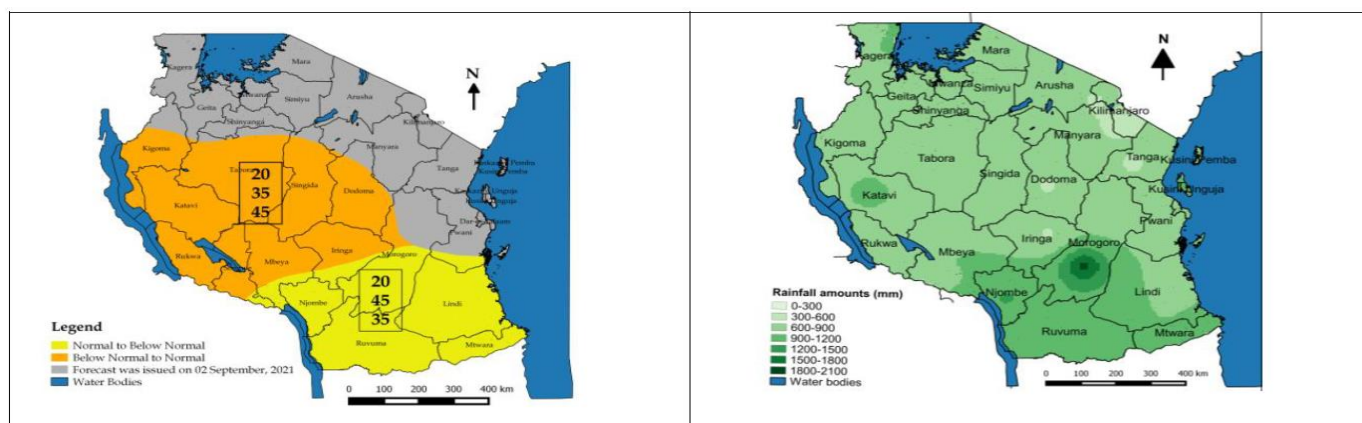 Kagera
Mara
Mwanza
Geita
Simiyu
Arusha
Shinyanga
Kilimanjaro
Kigoma
Manyara
Tabora
Singida
Dodoma
Tanga
Katavi
Rukwa
Mbeya
Iringa
Morogoro
Pwani
Njombe
Lindi
Ruvuma
Mtwara
20
35
45
20
45
35
N
Legend
Normal to Below Normal
Below Normal to Normal
Forecast was issued on 02 September, 2021
Water Bodies
0 100 200 300 400 km
Kagera
Mara
Mwanza
Geita
Simiyu
Arusha
Shinyanga
Kilimanjaro
Kigoma
Manyara
Tabora
Tanga
Kusini Pemba
Singida
Dodoma
Kusini Unguja
Katavi
Pwani
Rukwa
Iringa
Morogoro
Mbeya
Njombe
Lindi
Ruvuma
Mtwara
N
Rainfall amounts (mm)
0-300
300-600
600-900
900-1200
1200-1500
1500-1800
1800-2100
Water bodies
0 100 200 300 400 km